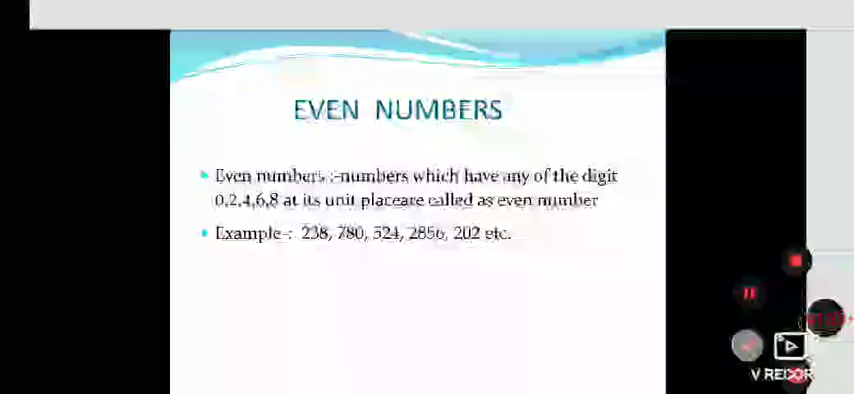 EVEN NUMBERS
Even numbers :-numbers which have any of the digit
0,2,4,6,8 at its unit placeare called as even number
Example-: 238, 780, 524, 2856, 202 etc.
V RECOR